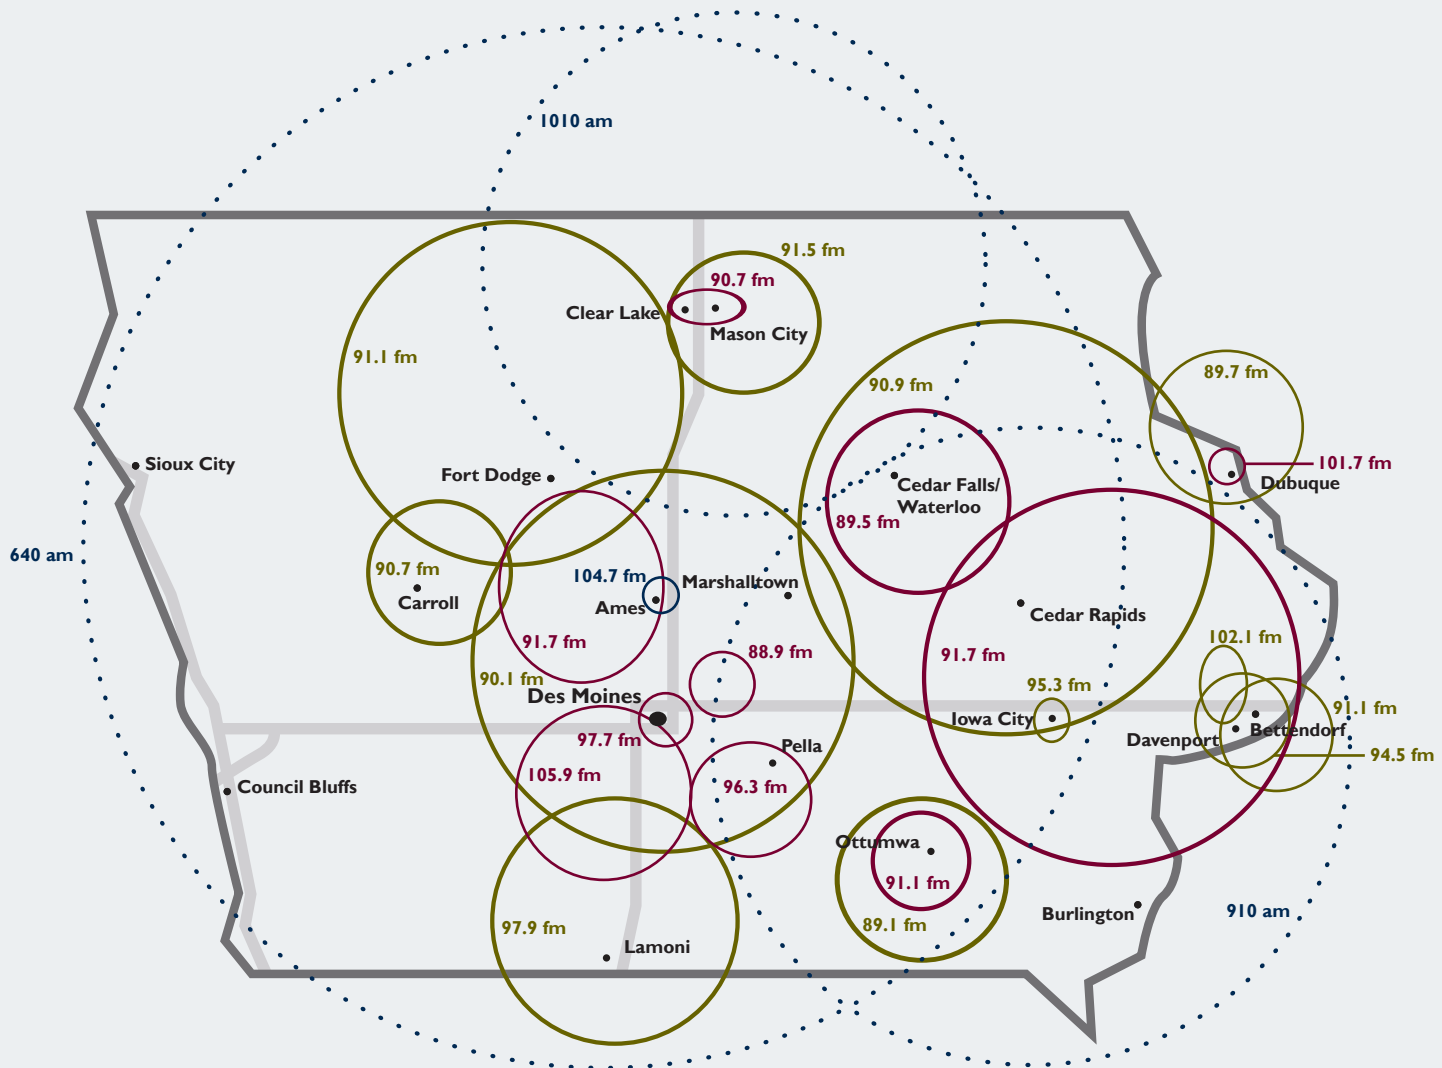 1010 am
91.5 fm
90.7 fm
Clear Lake
Mason City
91.1 fm
90.9 fm
89.7 fm
Sioux City
Fort Dodge
101.7 fm
Dubuque
Cedar Falls/
Waterloo
89.5 fm
640 am
90.7 fm
Carroll
104.7 fm
Ames
Marshalltown
Cedar Rapids
91.7 fm
88.9 fm
91.7 fm
102.1 fm
90.1 fm
Des Moines
95.3 fm
Iowa City
91.1 fm
Bettendorf
Davenport
94.5 fm
97.7 fm
Pella
105.9 fm
96.3 fm
Council Bluffs
Ottumwa
91.1 fm
89.1 fm
Burlington
910 am
97.9 fm
Lamoni